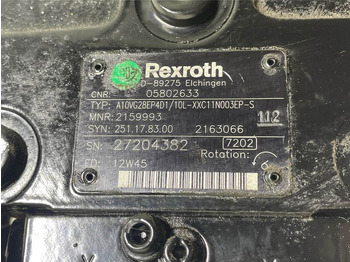 Rexroth
D-89275 Elchingen
CNR: 05802633
TYP: A10VG28EP4D1/10L-XXC11N003EP-S
MNR: 2159993 112
SYN: 251.17.83.00 2163066
SN: 27204382 7202
Rotation:
FD: 12W45